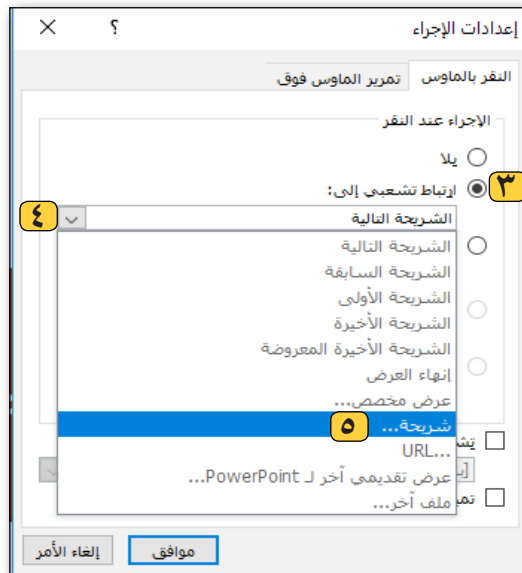 إعدادات الإجراء ؟ ×
النقر بالماوس تمرير الماوس فوق
الإجراء عند النقر
يلا
٣ ارتباط تشعبي إلى:
الشريحة التالية ٤
الشريحة التالية
الشريحة السابقة
الشريحة الأولى
الشريحة الأخيرة
الشريحة الأخيرة المعروضة
إنهاء العرض
عرض مخصص...
شريحة... ٥
URL...
عرض تقديمي آخر لـ PowerPoint...
ملف آخر...
موافق إلغاء الأمر